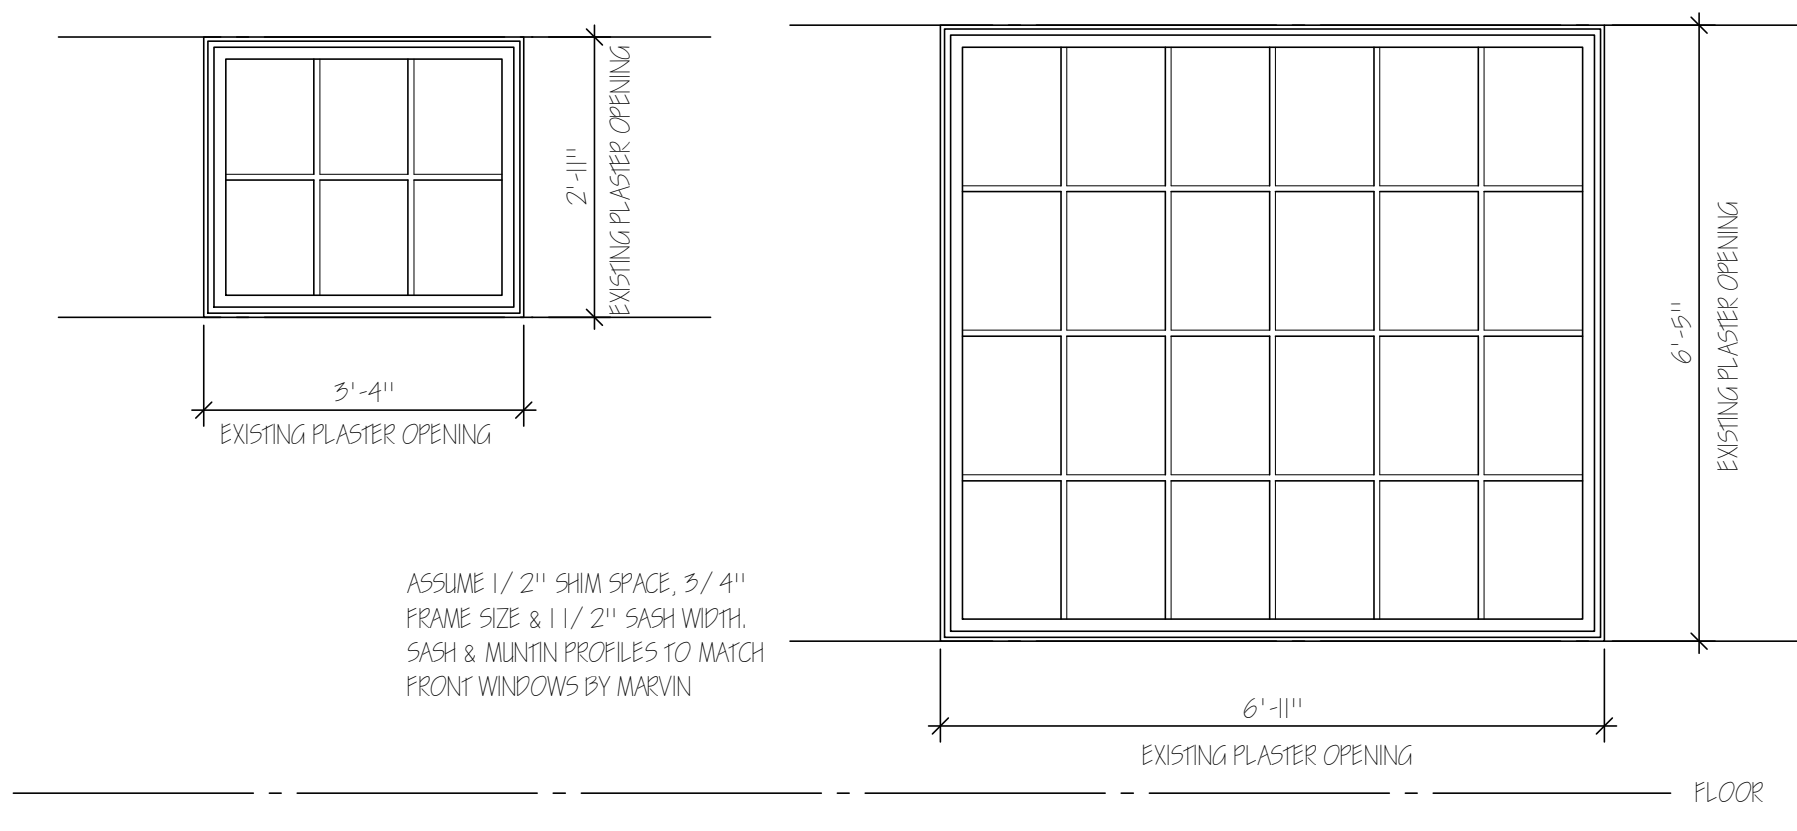 2'-11"
EXISTING PLASTER OPENING
3'-4"
EXISTING PLASTER OPENING
6'-5"
EXISTING PLASTER OPENING
ASSUME 1/ 2" SHIM SPACE, 3/ 4"
FRAME SIZE & 1 1/ 2" SASH WIDTH.
SASH & MUNTIN PROFILES TO MATCH
FRONT WINDOWS BY MARVIN
6'-11"
EXISTING PLASTER OPENING
FLOOR